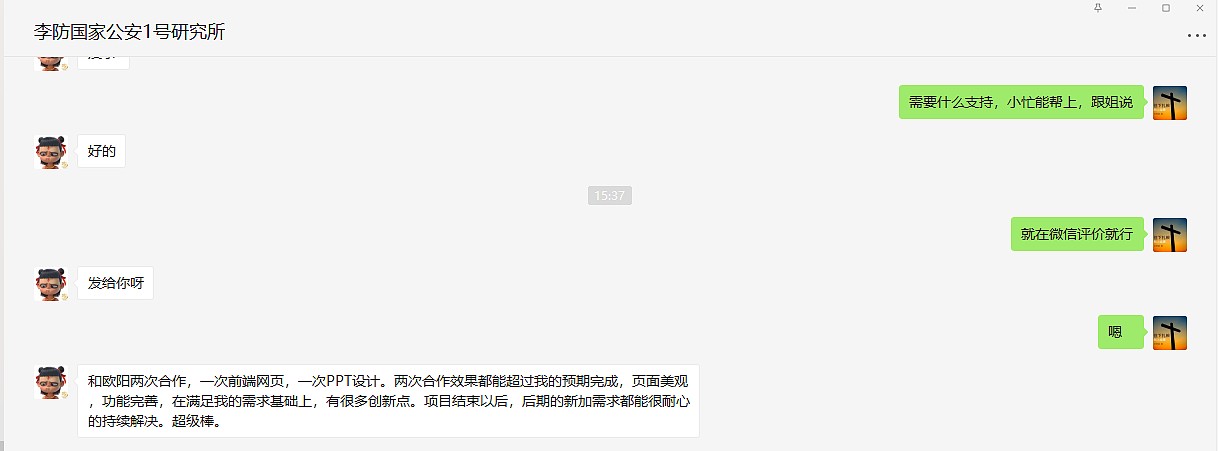 李防国家公安1号研究所
需要什么支持，小忙能帮上，跟姐说
好的
15:37
就在微信评价就行
发给你呀
嗯
和欧阳两次合作，一次前端网页，一次PPT设计。两次合作效果都能超过我的预期完成，页面美观
，功能完善，在满足我的需求基础上，有很多创新点。项目结束以后，后期的新加需求都能很耐心
的持续解决。超级棒。